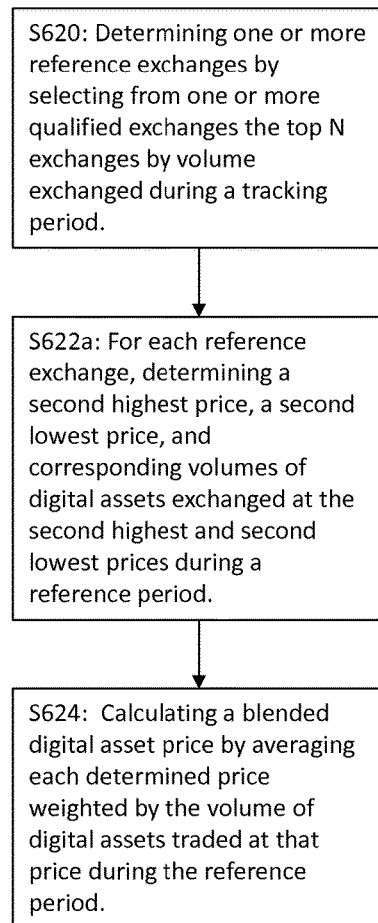 S620: Determining one or more
reference exchanges by
selecting from one or more
qualified exchanges the top N
exchanges by volume
exchanged during a tracking
period.
S622a: For each reference
exchange, determining a
second highest price, a second
lowest price, and
corresponding volumes of
digital assets exchanged at the
second highest and second
lowest prices during a
reference period.
S624: Calculating a blended
digital asset price by averaging
each determined price
weighted by the volume of
digital assets traded at that
price during the reference
period.